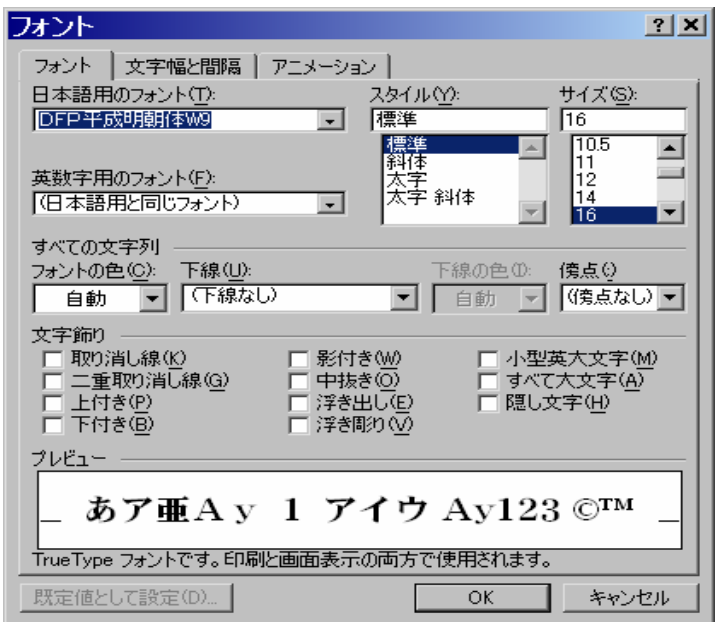 フォント
フォント 文字幅と間隔 アニメーション
日本語用のフォント(T): スタイル(Y): サイズ(S):
DFP平成明朝体W9 標準 16
標準 10.5
斜体 11
太字 12
太字 斜体 14
16
英数字用のフォント(F):
(日本語用と同じフォント)
すべての文字列
フォントの色(C): 下線(U): 下線の色(I): 傍点(:)
自動 (下線なし) 自動 (傍点なし)
文字飾り
取り消し線(K) 影付き(W) 小型英大文字(M)
二重取り消し線(G) 中抜き(O) すべて大文字(A)
上付き(P) 浮き出し(E) 隠し文字(H)
下付き(B) 浮き彫り(V)
プレビュー
あア亜Ay 1 アイウ Ay123 ©™
TrueType フォントです。印刷と画面表示の両方で使用されます。
既定値として設定(D)... OK キャンセル